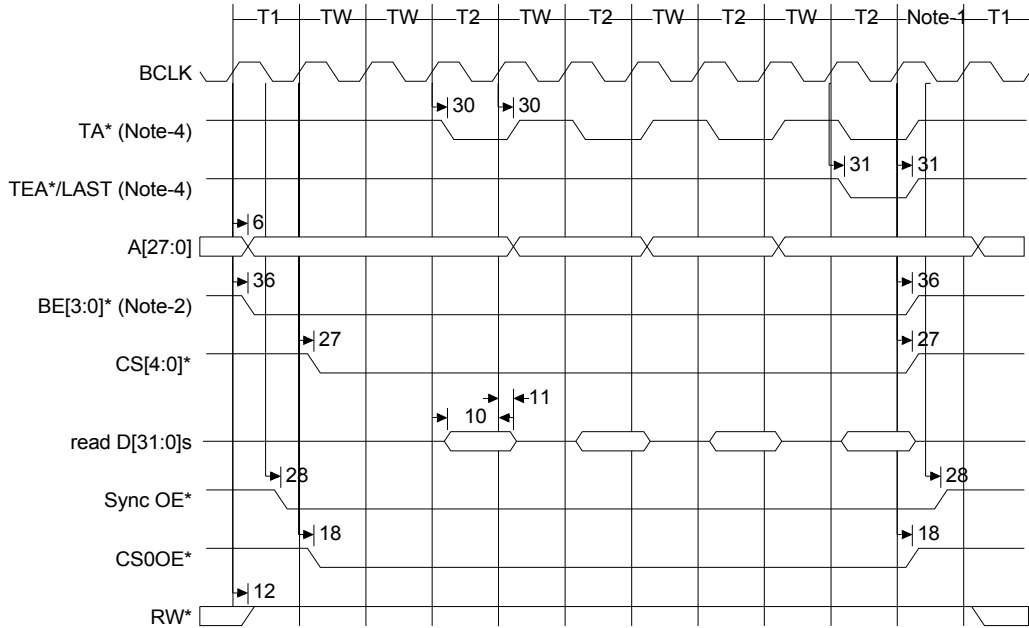 T1 TW TW T2 TW T2 TW T2 TW T2 Note-1 T1
BCLK
30 30
TA* (Note-4)
31 31
TEA*/LAST (Note-4)
6
A[27:0]
36 36
BE[3:0]* (Note-2)
27 27
CS[4:0]*
11
10
read D[31:0]s
28 28
Sync OE*
18 18
CS0OE*
12
RW*